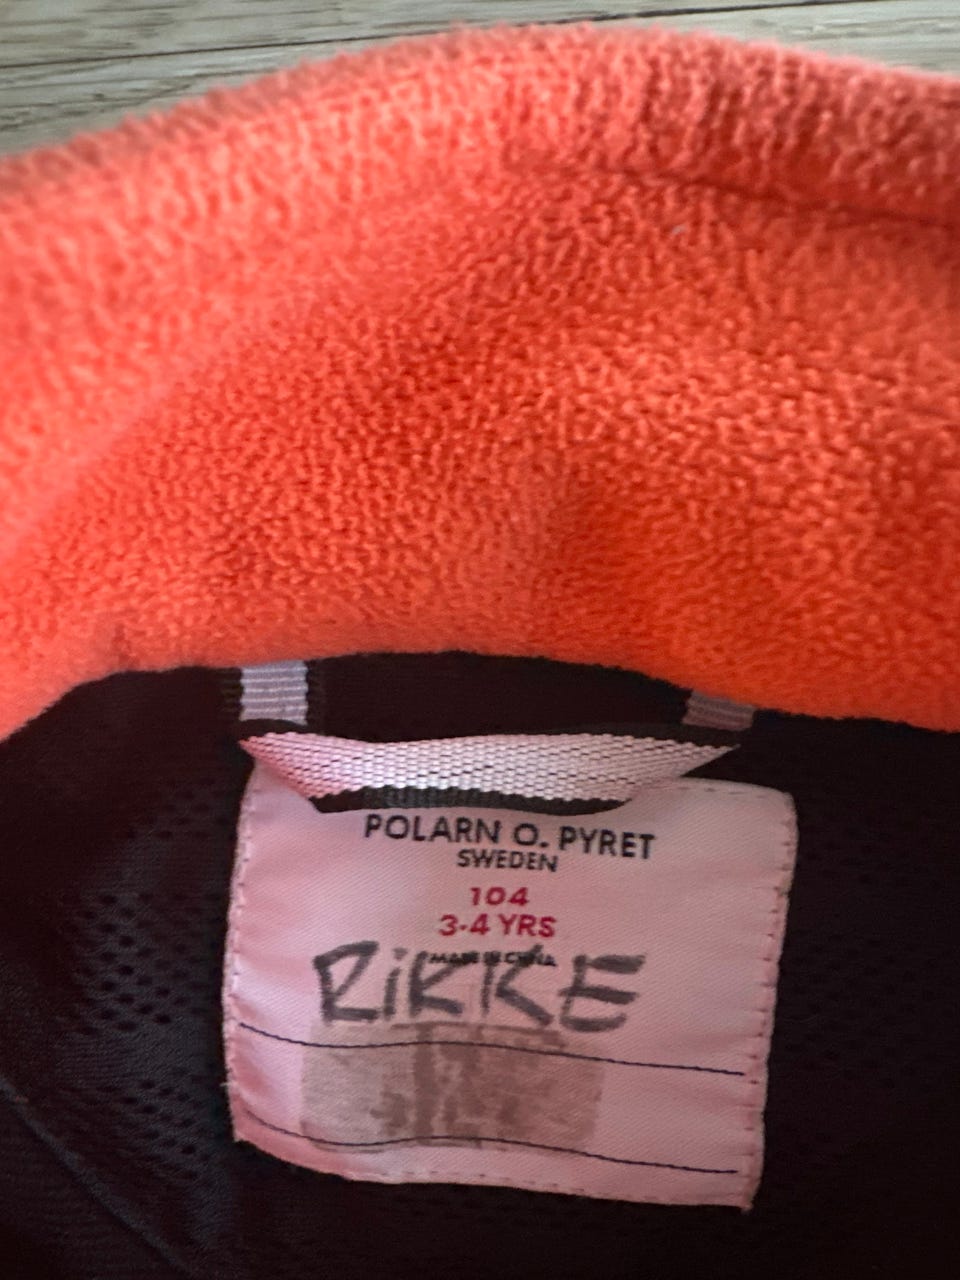 POLARN O. PYRET
SWEDEN
104
3-4 YRS
MADE IN CHINA
RiKKE